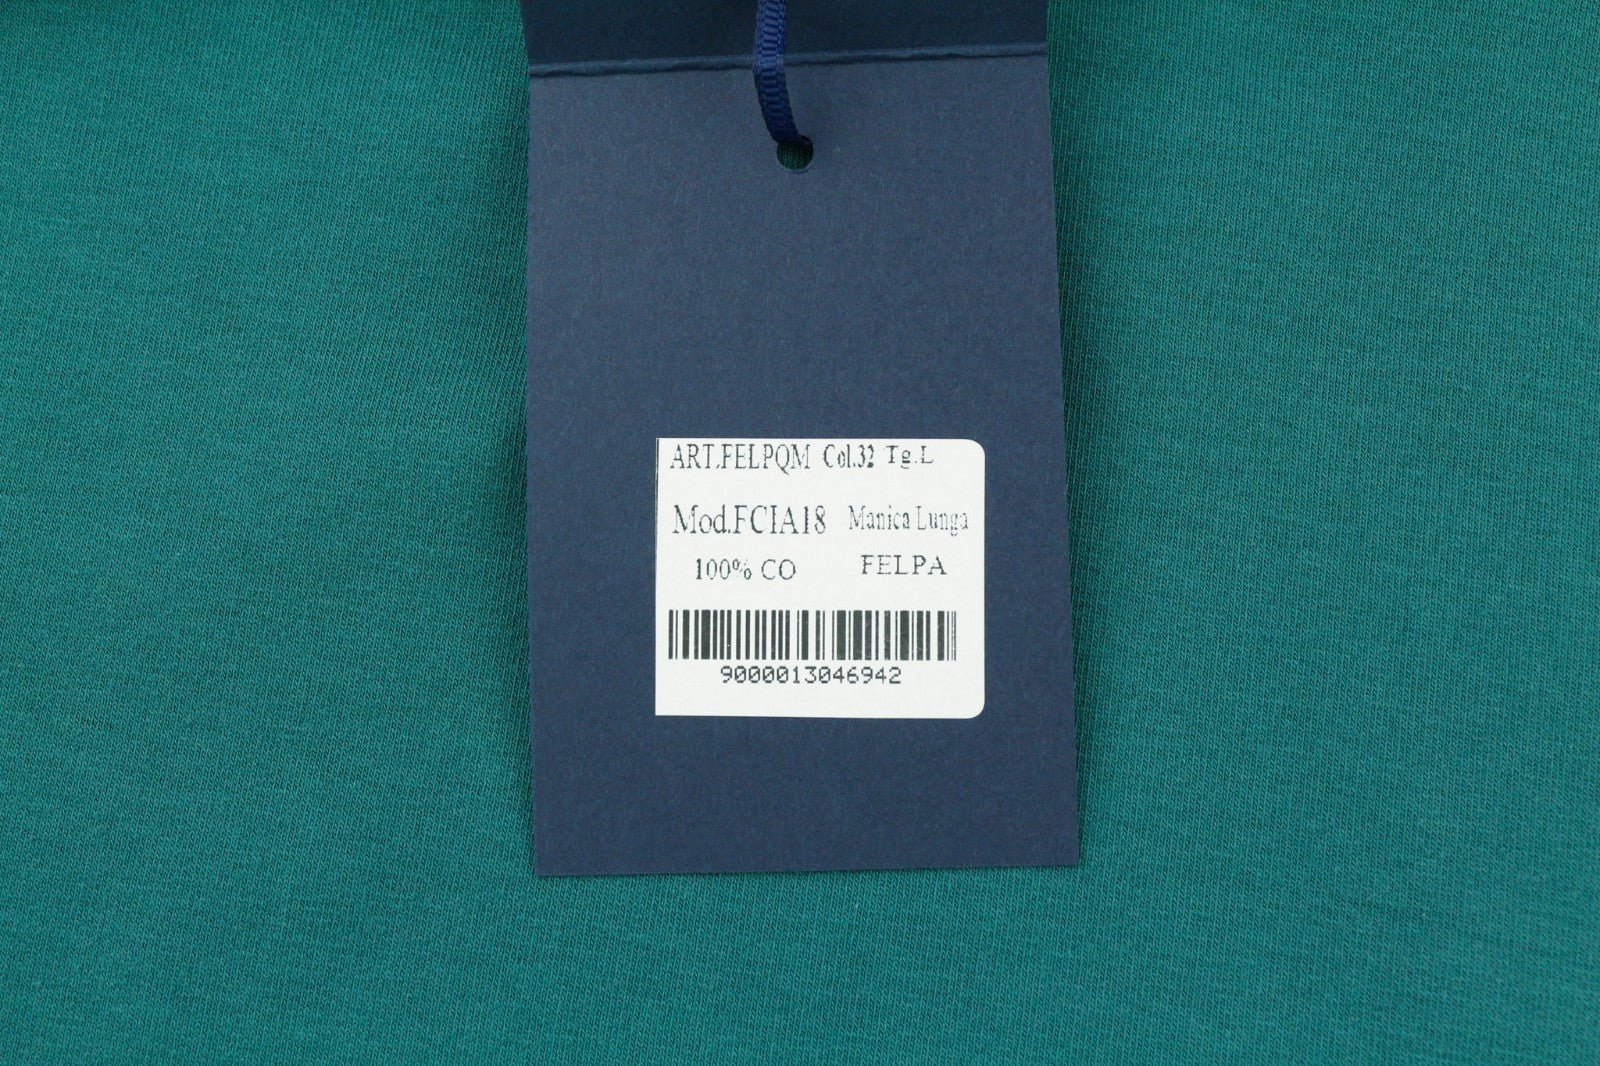 ART.FELPQM Col.32 Tg.L
Mod.FCIA18 Manica Lunga
100% CO FELPA
9000013046942